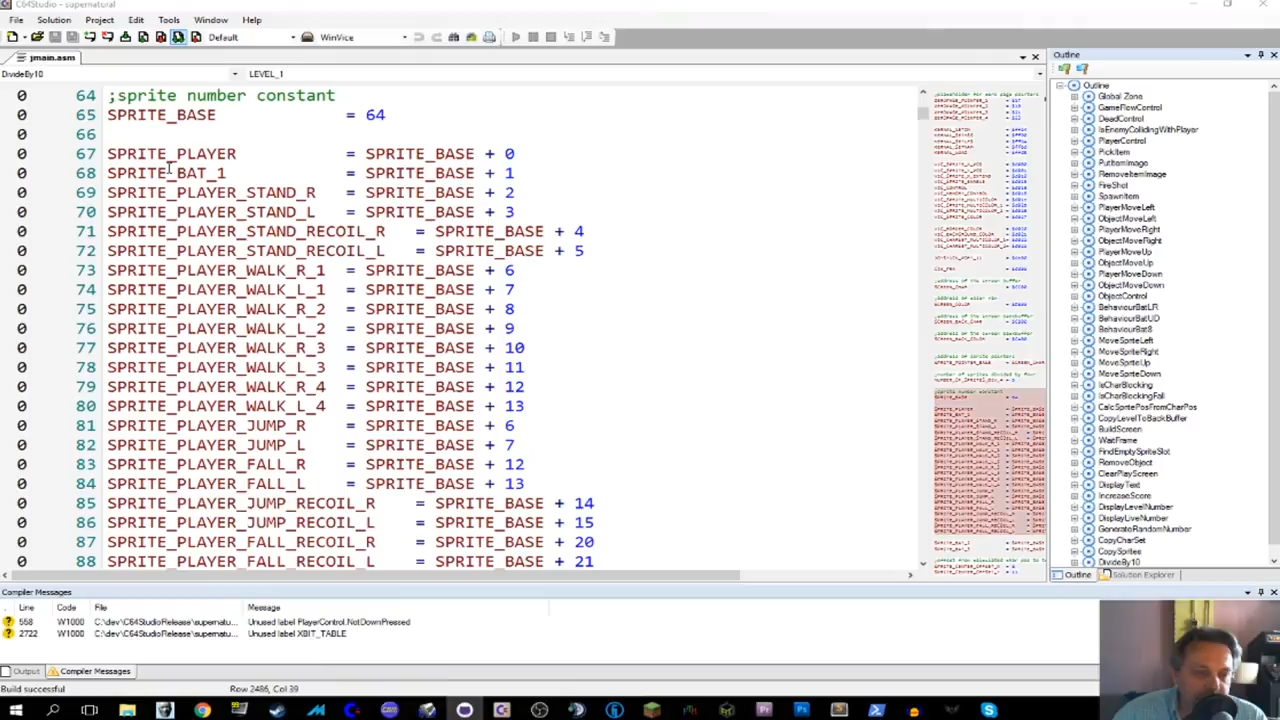 C64Studio - supernatural
File Solution Project Edit Tools Window Help
Default WinVice
jmain.asm
DivideBy10 LEVEL_1
0 64 ;sprite number constant
0 65 SPRITE_BASE = 64
0 66
0 67 SPRITE_PLAYER = SPRITE_BASE + 0
0 68 SPRITE_BAT_1 = SPRITE_BASE + 1
0 69 SPRITE_PLAYER_STAND_R = SPRITE_BASE + 2
0 70 SPRITE_PLAYER_STAND_L = SPRITE_BASE + 3
0 71 SPRITE_PLAYER_STAND_RECOIL_R = SPRITE_BASE + 4
0 72 SPRITE_PLAYER_STAND_RECOIL_L = SPRITE_BASE + 5
0 73 SPRITE_PLAYER_WALK_R_1 = SPRITE_BASE + 6
0 74 SPRITE_PLAYER_WALK_L_1 = SPRITE_BASE + 7
0 75 SPRITE_PLAYER_WALK_R_2 = SPRITE_BASE + 8
0 76 SPRITE_PLAYER_WALK_L_2 = SPRITE_BASE + 9
0 77 SPRITE_PLAYER_WALK_R_3 = SPRITE_BASE + 10
0 78 SPRITE_PLAYER_WALK_L_3 = SPRITE_BASE + 11
0 79 SPRITE_PLAYER_WALK_R_4 = SPRITE_BASE + 12
0 80 SPRITE_PLAYER_WALK_L_4 = SPRITE_BASE + 13
0 81 SPRITE_PLAYER_JUMP_R = SPRITE_BASE + 6
0 82 SPRITE_PLAYER_JUMP_L = SPRITE_BASE + 7
0 83 SPRITE_PLAYER_FALL_R = SPRITE_BASE + 12
0 84 SPRITE_PLAYER_FALL_L = SPRITE_BASE + 13
0 85 SPRITE_PLAYER_JUMP_RECOIL_R = SPRITE_BASE + 14
0 86 SPRITE_PLAYER_JUMP_RECOIL_L = SPRITE_BASE + 15
0 87 SPRITE_PLAYER_FALL_RECOIL_R = SPRITE_BASE + 20
0 88 SPRITE_PLAYER_FALL_RECOIL_L = SPRITE_BASE + 21
Outline
Outline
Global Zone
GameFlowControl
DeadControl
IsEnemyCollidingWithPlayer
PlayerControl
PickItem
PutItemImage
RemoveItemImage
FireShot
SpawnItem
PlayerMoveLeft
ObjectMoveLeft
PlayerMoveRight
ObjectMoveRight
PlayerMoveUp
ObjectMoveUp
PlayerMoveDown
ObjectMoveDown
ObjectControl
BehaviourBatLR
BehaviourBatUD
BehaviourBat8
MoveSpriteLeft
MoveSpriteRight
MoveSpriteUp
MoveSpriteDown
IsCharBlocking
IsCharBlockingFall
CalcSpritePosFromCharPos
CopyLevelToBackBuffer
BuildScreen
WaitFrame
FindEmptySpriteSlot
RemoveObject
ClearPlayScreen
DisplayText
IncreaseScore
DisplayLevelNumber
DisplayLiveNumber
GenerateRandomNumber
CopyCharSet
CopySprites
DivideBy10
Outline Solution Explorer
Compiler Messages
Line Code File Message
558 W1000 C:\dev\C64StudioRelease\supernatu... Unused label PlayerControl.NotDownPressed
2722 W1000 C:\dev\C64StudioRelease\supernatu... Unused label XBIT_TABLE
Output Compiler Messages
Build successful Row 2486, Col 39